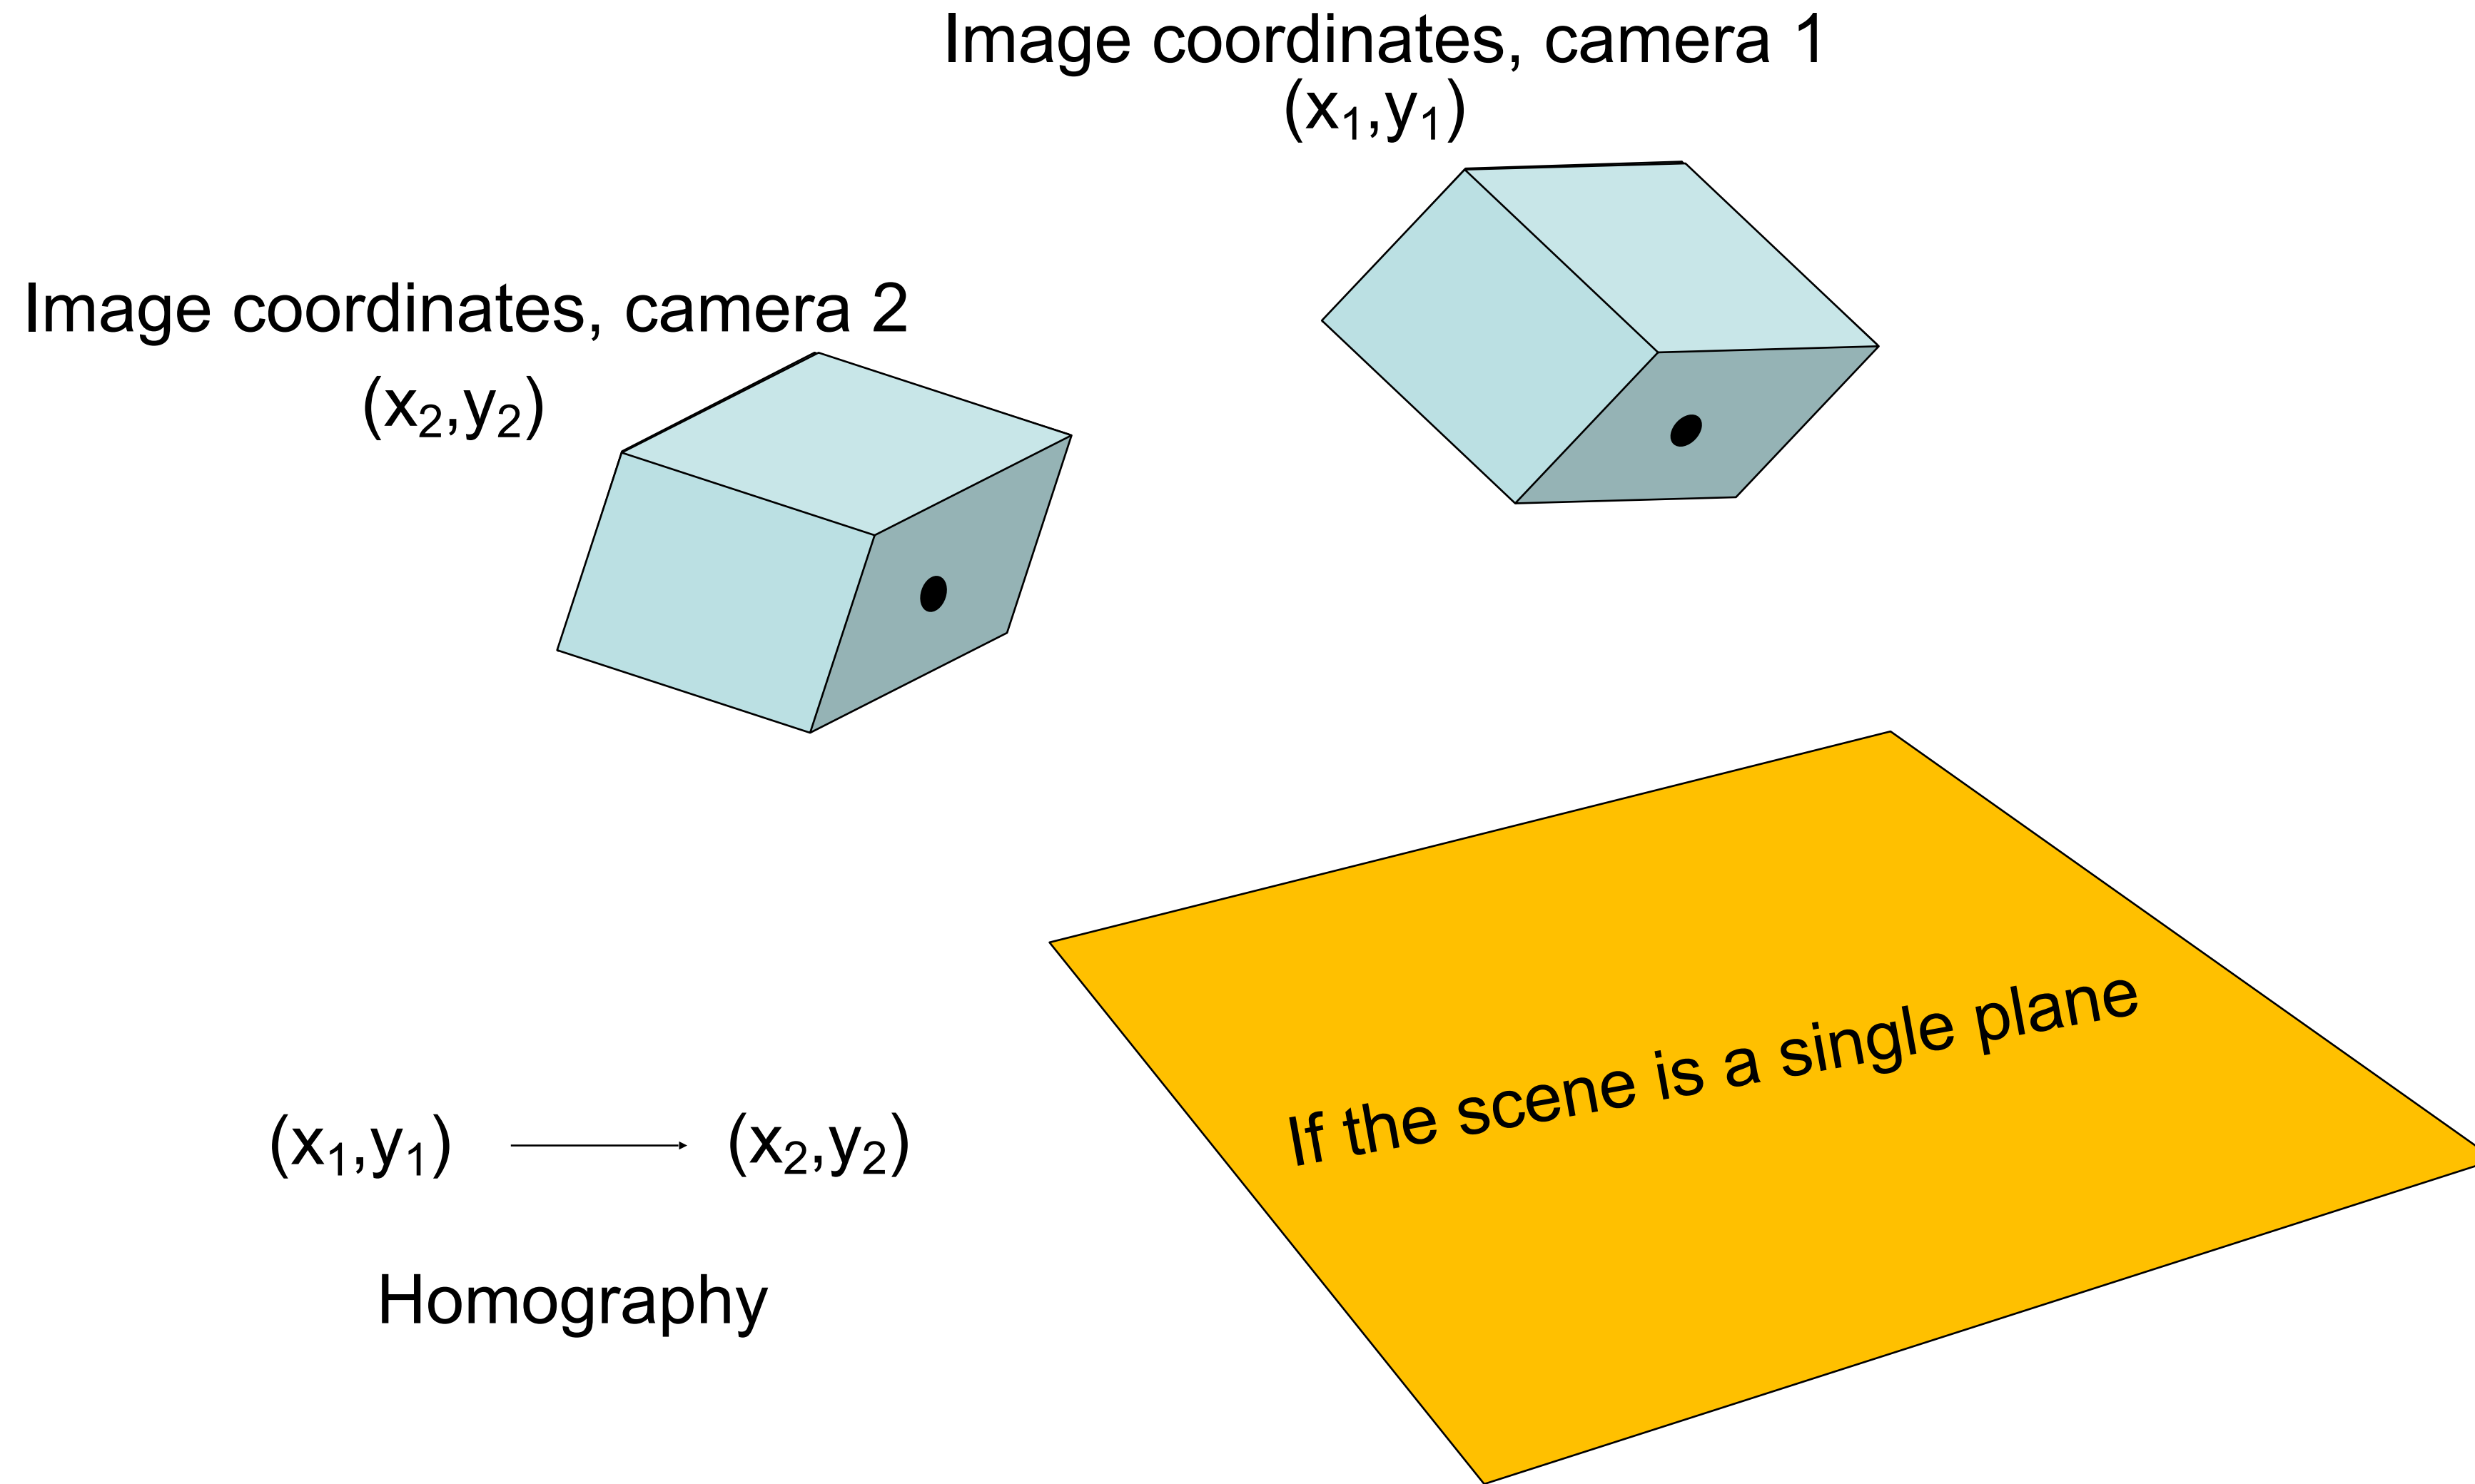 Image coordinates, camera 1
(x₁,y₁)
Image coordinates, camera 2
(x₂,y₂)
If the scene is a single plane
(x₁,y₁) ⟶ (x₂,y₂)
Homography